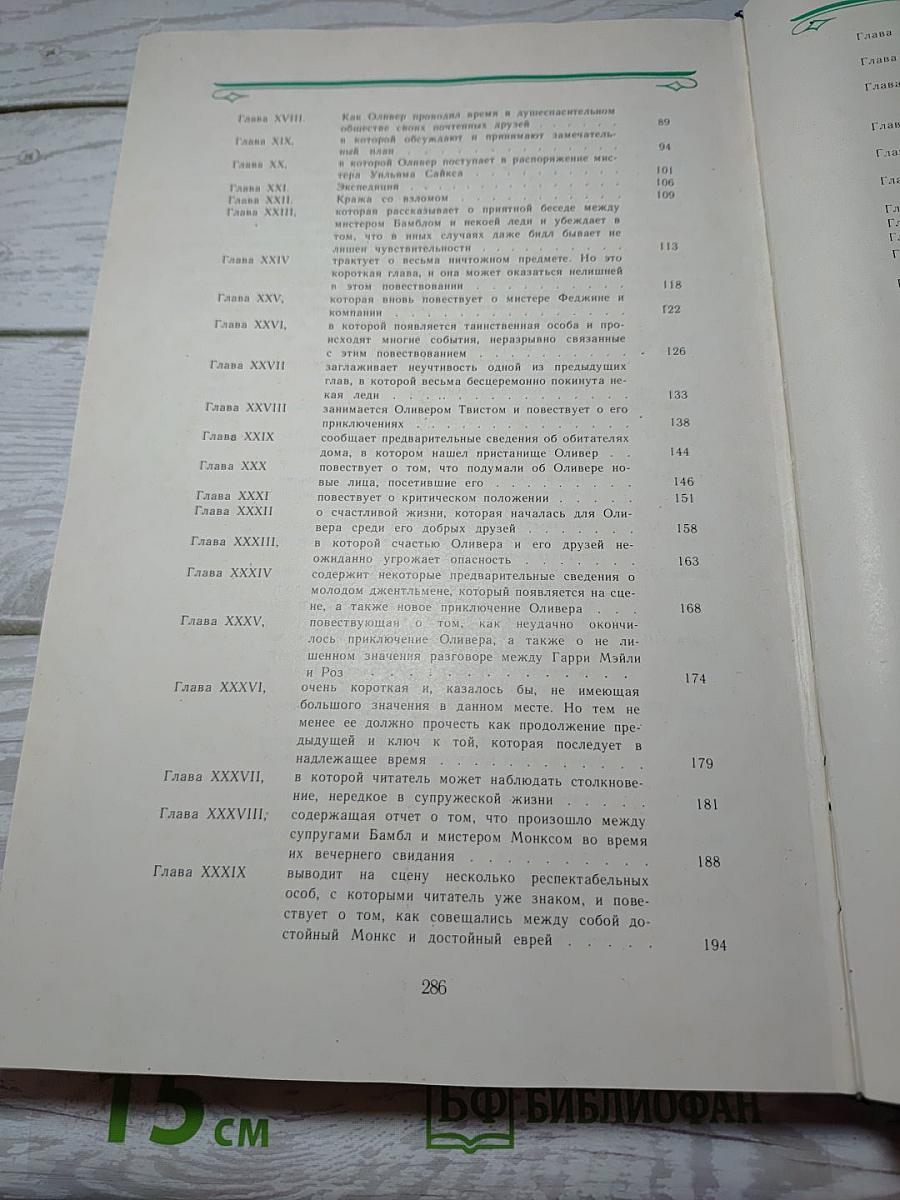 Глава XVIII. Как Оливер проводил время в душеспасительном
обществе своих почтенных друзей . . . . . . 89
Глава XIX, в которой обсуждают и принимают замечатель-
ный план . . . . . . . . . . . . . . 94
Глава XX, в которой Оливер поступает в распоряжение мис-
тера Уильяма Сайкса . . . . . . . . . . 101
Глава XXI. Экспедиция . . . . . . . . . . . . . . 106
Глава XXII. Кража со взломом . . . . . . . . . . . 109
Глава XXIII, которая рассказывает о приятной беседе между
мистером Бамблом и некоей леди и убеждает в
том, что в иных случаях даже бидл бывает не
лишен чувствительности . . . . . . . . . 113
Глава XXIV трактует о весьма ничтожном предмете. Но это
короткая глава, и она может оказаться нелишней
в этом повествовании . . . . . . . . . . 118
Глава XXV, которая вновь повествует о мистере Феджине и
компании . . . . . . . . . . . . . . 122
Глава XXVI, в которой появляется таинственная особа и про-
исходят многие события, неразрывно связанные
с этим повествованием . . . . . . . . . . 126
Глава XXVII заглаживает неучтивость одной из предыдущих
глав, в которой весьма бесцеремонно покинута не-
кая леди . . . . . . . . . . . . . . 133
Глава XXVIII занимается Оливером Твистом и повествует о его
приключениях . . . . . . . . . . . . . 138
Глава XXIX сообщает предварительные сведения об обитателях
дома, в котором нашел пристанище Оливер . . 144
Глава XXX повествует о том, что подумали об Оливере но-
вые лица, посетившие его . . . . . . . . . 146
Глава XXXI повествует о критическом положении . . . . . 151
Глава XXXII о счастливой жизни, которая началась для Оли-
вера среди его добрых друзей . . . . . . . 158
Глава XXXIII, в которой счастью Оливера и его друзей не-
ожиданно угрожает опасность . . . . . . . 163
Глава XXXIV содержит некоторые предварительные сведения о
молодом джентльмене, который появляется на сце-
не, а также новое приключение Оливера . . . 168
Глава XXXV, повествующая о том, как неудачно окончи-
лось приключение Оливера, а также о не ли-
шенном значения разговоре между Гарри Мэйли
и Роз . . . . . . . . . . . . . . . 174
Глава XXXVI, очень короткая и, казалось бы, не имеющая
большого значения в данном месте. Но тем не
менее ее должно прочесть как продолжение пре-
дыдущей и ключ к той, которая последует в
надлежащее время . . . . . . . . . . . 179
Глава XXXVII, в которой читатель может наблюдать столкнове-
ние, нередкое в супружеской жизни . . . . . 181
Глава XXXVIII, содержащая отчет о том, что произошло между
супругами Бамбл и мистером Монксом во время
их вечернего свидания . . . . . . . . . . 188
Глава XXXIX выводит на сцену несколько респектабельных
особ, с которыми читатель уже знаком, и пове-
ствует о том, как совещались между собой до-
стойный Монкс и достойный еврей . . . . . 194
286
Глава
Глава
Глава
Глава
Глава
15 см
БФ БИБЛИОФАН